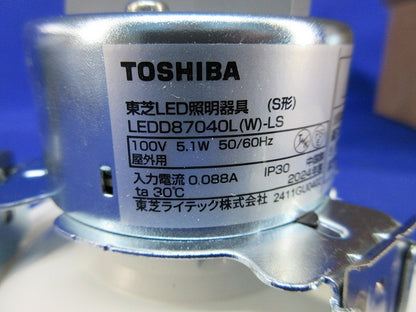 TOSHIBA
東芝LED照明器具 (S形)
LEDD87040L(W)-LS
100V 5.1W 50/60Hz
屋外用
入力電流 0.088A IP30
ta 30℃
東芝ライテック株式会社